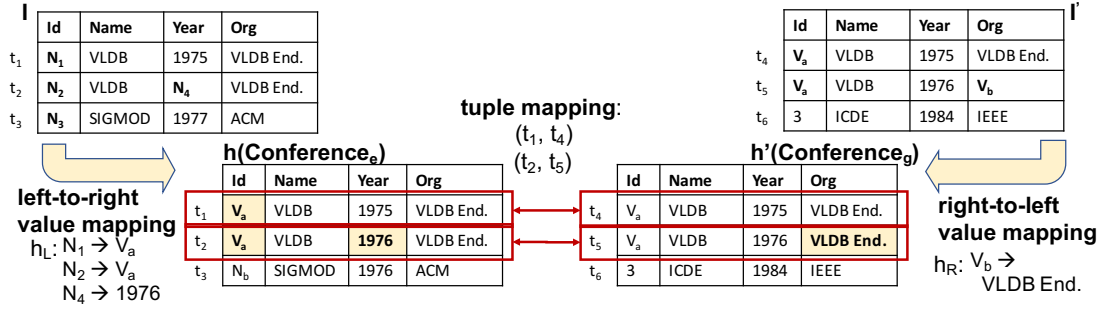 I
Id Name Year Org
t1 N1 VLDB 1975 VLDB End.
t2 N2 VLDB N4 VLDB End.
t3 N3 SIGMOD 1977 ACM
I'
Id Name Year Org
t4 Va VLDB 1975 VLDB End.
t5 Va VLDB 1976 Vb
t6 3 ICDE 1984 IEEE
tuple mapping:
(t1, t4)
(t2, t5)
left-to-right
value mapping
hL: N1 → Va
N2 → Va
N4 → 1976
h(Conferencee)
Id Name Year Org
t1 Va VLDB 1975 VLDB End.
t2 Va VLDB 1976 VLDB End.
t3 Nb SIGMOD 1976 ACM
h'(Conferenceg)
Id Name Year Org
t4 Va VLDB 1975 VLDB End.
t5 Va VLDB 1976 VLDB End.
t6 3 ICDE 1984 IEEE
right-to-left
value mapping
hR: Vb →
VLDB End.